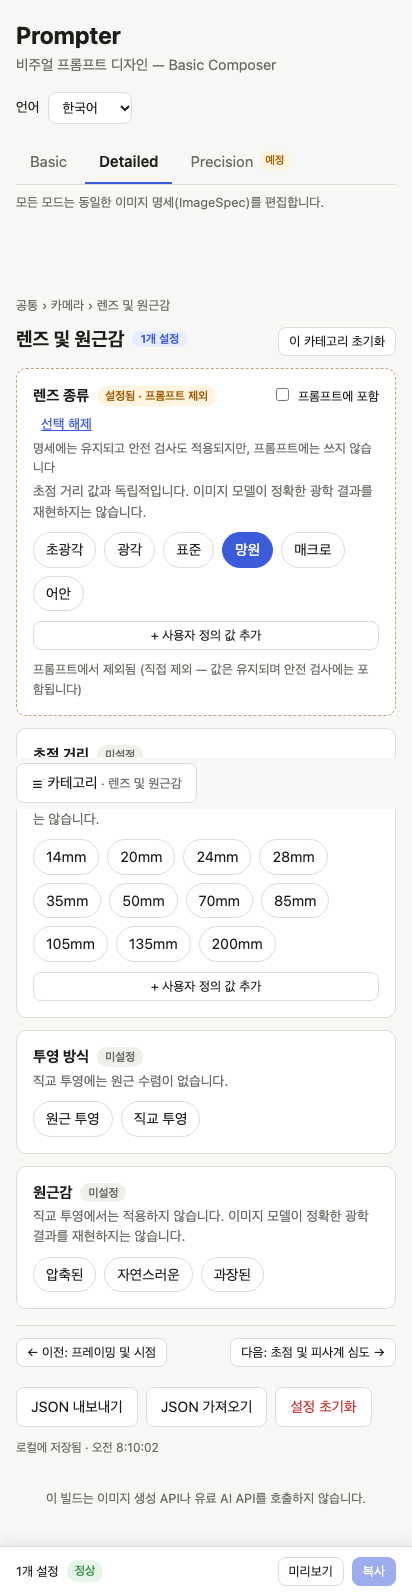 Prompter
비주얼 프롬프트 디자인 — Basic Composer
언어 한국어
Basic Detailed Precision 예정
모든 모드는 동일한 이미지 명세(ImageSpec)를 편집합니다.
공통 › 카메라 › 렌즈 및 원근감
렌즈 및 원근감 1개 설정 이 카테고리 초기화
렌즈 종류 설정됨 · 프롬프트 제외 프롬프트에 포함
선택 해제
명세에는 유지되고 안전 검사도 적용되지만, 프롬프트에는 쓰지 않습
니다
초점 거리 값과 독립적입니다. 이미지 모델이 정확한 광학 결과를
재현하지는 않습니다.
초광각 광각 표준 망원 매크로
어안
+ 사용자 정의 값 추가
프롬프트에서 제외됨 (직접 제외 — 값은 유지되며 안전 검사에는 포
함됩니다)
초점 거리 미설정
≡ 카테고리 · 렌즈 및 원근감
는 않습니다.
14mm 20mm 24mm 28mm
35mm 50mm 70mm 85mm
105mm 135mm 200mm
+ 사용자 정의 값 추가
투영 방식 미설정
직교 투영에는 원근 수렴이 없습니다.
원근 투영 직교 투영
원근감 미설정
직교 투영에서는 적용하지 않습니다. 이미지 모델이 정확한 광학
결과를 재현하지는 않습니다.
압축된 자연스러운 과장된
← 이전: 프레이밍 및 시점 다음: 초점 및 피사계 심도 →
JSON 내보내기 JSON 가져오기 설정 초기화
로컬에 저장됨 · 오전 8:10:02
이 빌드는 이미지 생성 API나 유료 AI API를 호출하지 않습니다.
1개 설정 정상 미리보기 복사